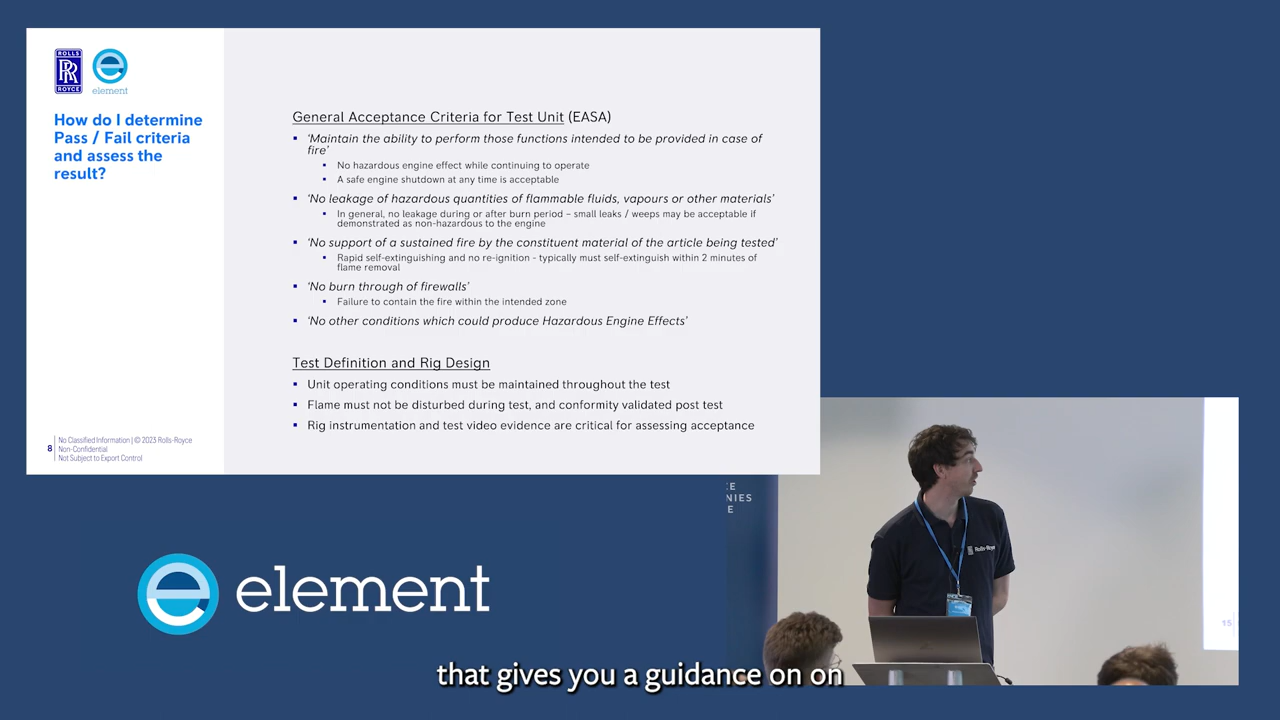 ROLLS
RR
ROYCE
element
How do I determine
Pass / Fail criteria
and assess the
result?
General Acceptance Criteria for Test Unit (EASA)
▪ ‘Maintain the ability to perform those functions intended to be provided in case of
fire’
▪ No hazardous engine effect while continuing to operate
▪ A safe engine shutdown at any time is acceptable
▪ ‘No leakage of hazardous quantities of flammable fluids, vapours or other materials’
▪ In general, no leakage during or after burn period – small leaks / weeps may be acceptable if
demonstrated as non-hazardous to the engine
▪ ‘No support of a sustained fire by the constituent material of the article being tested’
▪ Rapid self-extinguishing and no re-ignition - typically must self-extinguish within 2 minutes of
flame removal
▪ ‘No burn through of firewalls’
▪ Failure to contain the fire within the intended zone
▪ ‘No other conditions which could produce Hazardous Engine Effects’
Test Definition and Rig Design
▪ Unit operating conditions must be maintained throughout the test
▪ Flame must not be disturbed during test, and conformity validated post test
▪ Rig instrumentation and test video evidence are critical for assessing acceptance
8
No Classified Information | © 2023 Rolls-Royce
Non-Confidential
Not Subject to Export Control
NIES
E
Rolls-Royce
15
element
that gives you a guidance on on